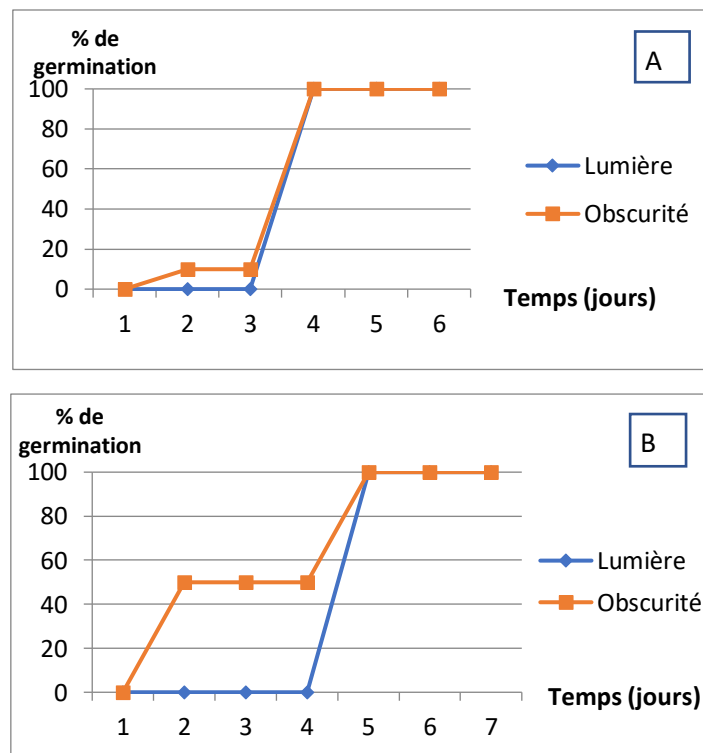 % de
germination
A
100
80
60
40
20
0
Lumière
Obscurité
Temps (jours)
1 2 3 4 5 6
% de
germination
B
100
80
60
40
20
0
Lumière
Obscurité
Temps (jours)
1 2 3 4 5 6 7